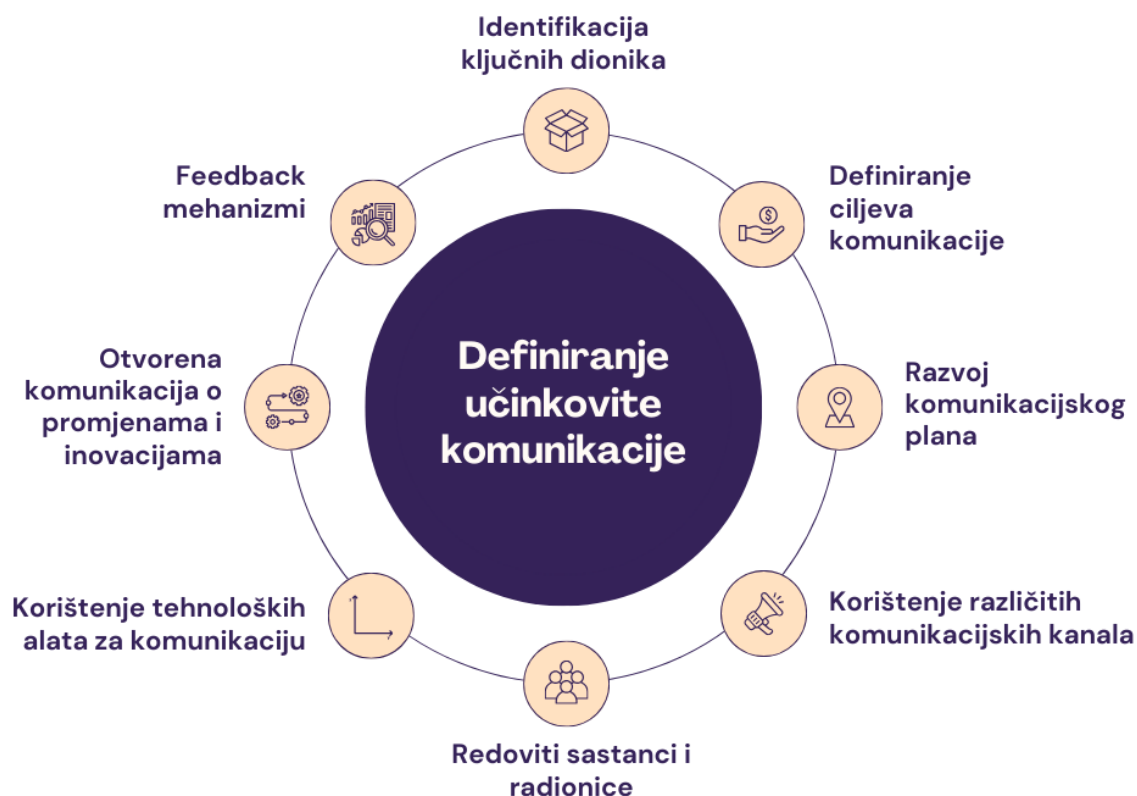 Identifikacija
ključnih dionika
Definiranje
ciljeva
komunikacije
Razvoj
komunikacijskog
plana
Korištenje različitih
komunikacijskih kanala
Redoviti sastanci i
radionice
Korištenje tehnoloških
alata za komunikaciju
Otvorena
komunikacija o
promjenama i
inovacijama
Feedback
mehanizmi
Definiranje
učinkovite
komunikacije